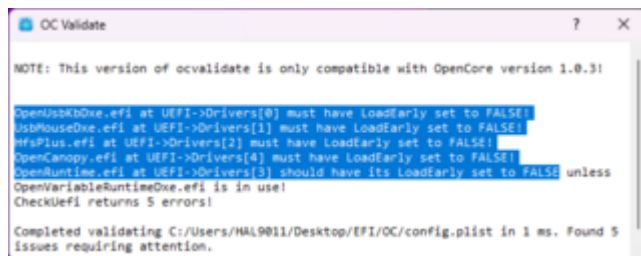 OC Validate
NOTE: This version of ocvalidate is only compatible with OpenCore version 1.0.3!
OpenUsbKbDxe.efi at UEFI->Drivers[0] must have LoadEarly set to FALSE!
UsbMouseDxe.efi at UEFI->Drivers[1] must have LoadEarly set to FALSE!
HfsPlus.efi at UEFI->Drivers[2] must have LoadEarly set to FALSE!
OpenCanopy.efi at UEFI->Drivers[4] must have LoadEarly set to FALSE!
OpenRuntime.efi at UEFI->Drivers[3] should have its LoadEarly set to FALSE unless
OpenVariableRuntimeDxe.efi is in use!
CheckUefi returns 5 errors!
Completed validating C:/Users/HAL9011/Desktop/EFI/OC/config.plist in 1 ms. Found 5
issues requiring attention.